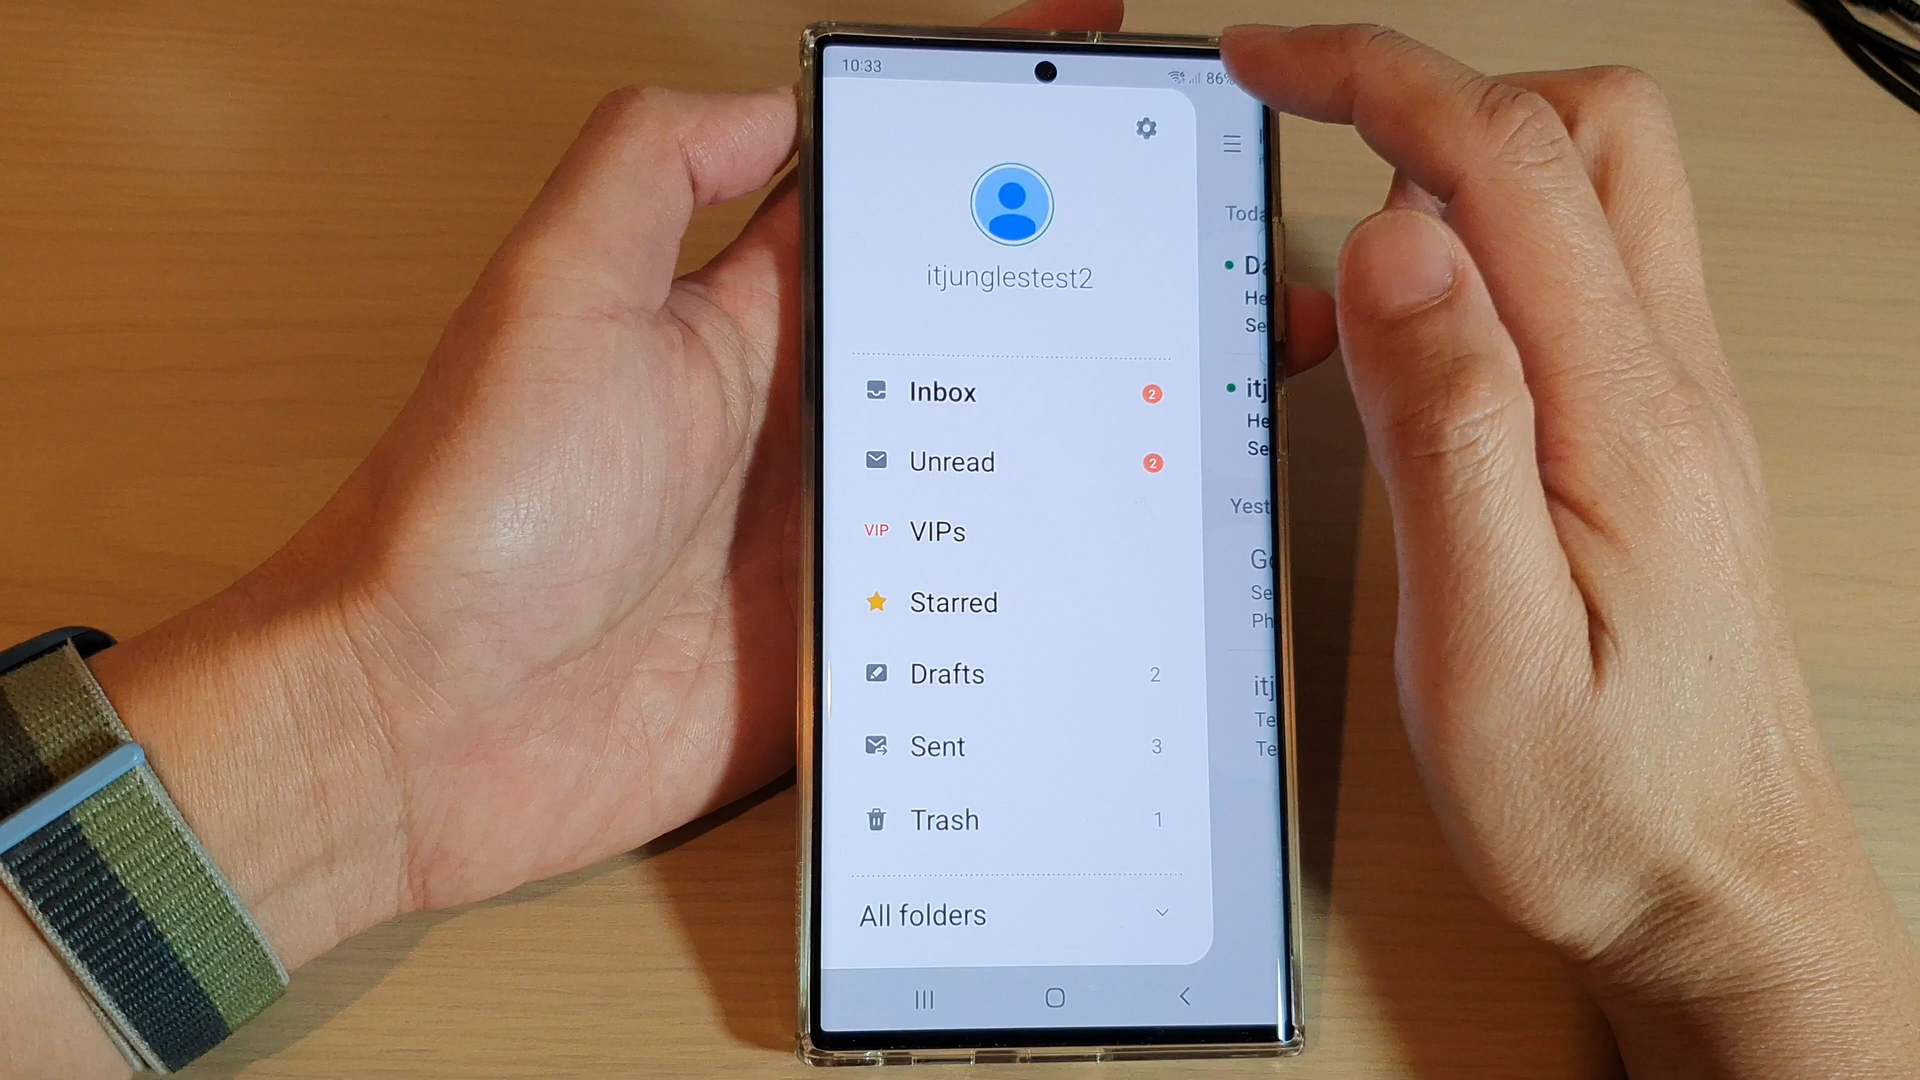 10:33
86%
itjunglestest2
Toda
Inbox 2
He
Se
Unread 2
itj
He
Se
VIP VIPs
Yest
Starred
Se
Ph
Drafts 2
itj
Te
Te
Sent 3
Trash 1
All folders